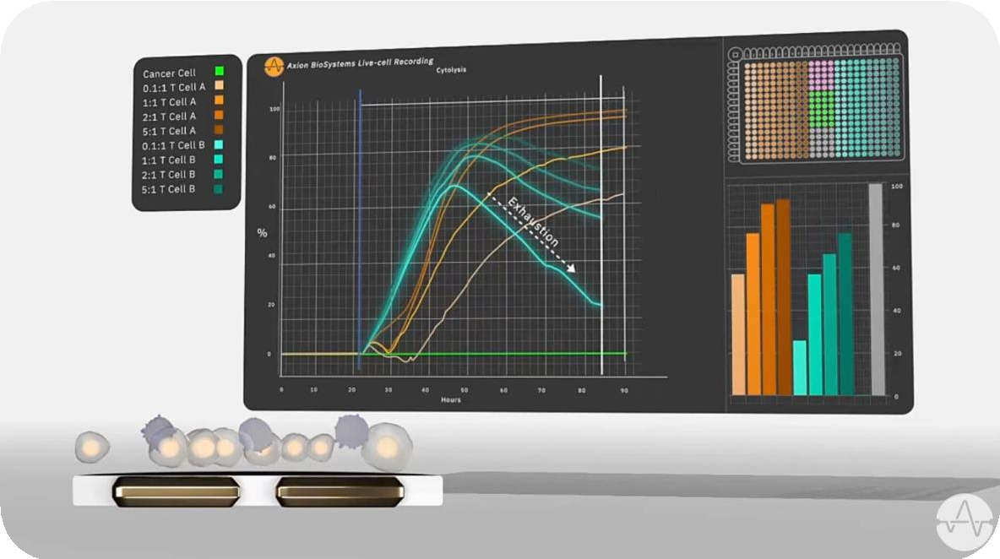 Cancer Cell
0.1:1 T Cell A
1:1 T Cell A
2:1 T Cell A
5:1 T Cell A
0.1:1 T Cell B
1:1 T Cell B
2:1 T Cell B
5:1 T Cell B
Axion BioSystems Live-cell Recording
Cytolysis
100
80
60
%
40
20
0
Exhaustion
0 10 20 30 40 50 60 70 80 90
Hours
100
80
60
40
20
0